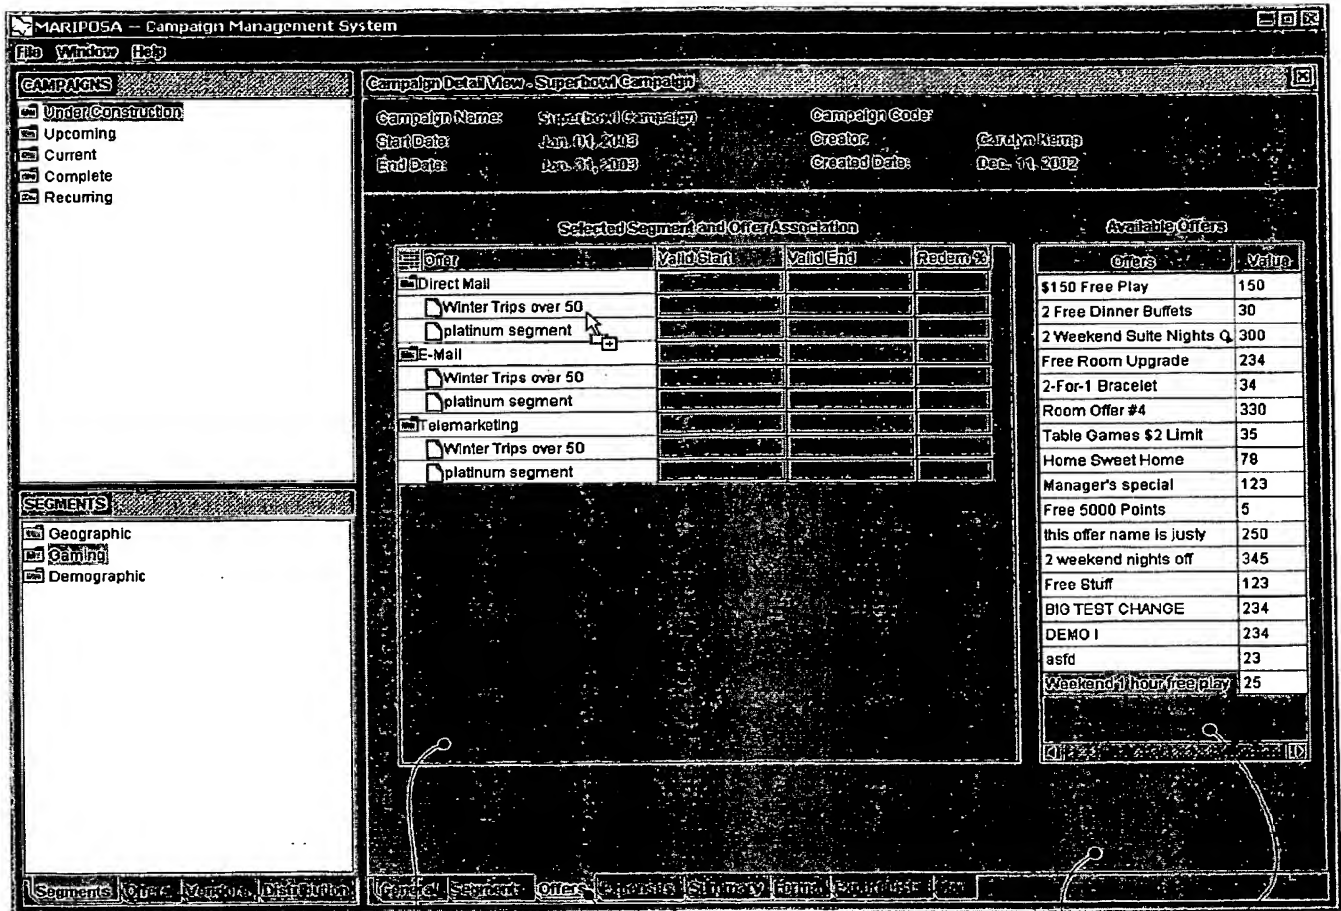 MARIPOSA — Campaign Management System
File Window Help
CAMPAIGNS
Under Construction
Upcoming
Current
Complete
Recurring
SEGMENTS
Geographic
Gaming
Demographic
Segments Offers Vendors Distribution
Campaign Detail View - Superbowl Campaign
Campaign Name: Superbowl Campaign Campaign Code:
Start Date: Jan. 01, 2003 Creator: Carolyn Kemp
End Date: Jan. 31, 2003 Created Date: Dec. 11, 2002
Selected Segment and Offer Association
Offer Valid Start Valid End Redem %
Direct Mail
Winter Trips over 50
platinum segment
E-Mail
Winter Trips over 50
platinum segment
Telemarketing
Winter Trips over 50
platinum segment
Available Offers
Offers Value
$150 Free Play 150
2 Free Dinner Buffets 30
2 Weekend Suite Nights 300
Free Room Upgrade 234
2-For-1 Bracelet 34
Room Offer #4 330
Table Games $2 Limit 35
Home Sweet Home 78
Manager's special 123
Free 5000 Points 5
this offer name is justy 250
2 weekend nights off 345
Free Stuff 123
BIG TEST CHANGE 234
DEMO I 234
asfd 23
Weekend 1 hour free play 25
General Segment Offers Expenses Summary Format